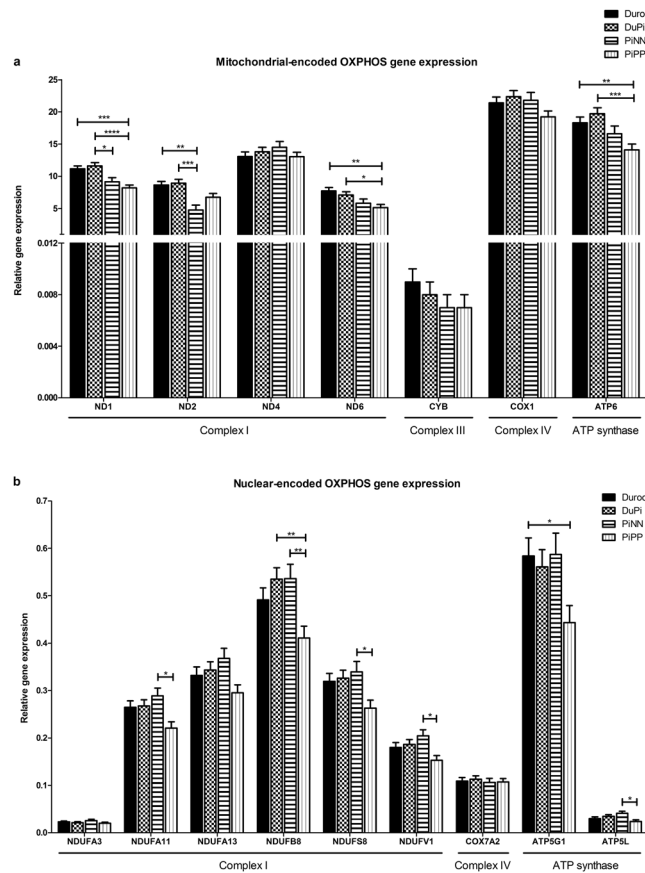 Duroc
DuPi
PiNN
PiPP
a
Mitochondrial-encoded OXPHOS gene expression
Relative gene expression
25
20
15
10
5
0.012
0.008
0.004
0.000
***
****
*
**
***
**
*
**
***
ND1 ND2 ND4 ND6 CYB COX1 ATP6
Complex I Complex III Complex IV ATP synthase
b
Nuclear-encoded OXPHOS gene expression
Duroc
DuPi
PiNN
PiPP
Relative gene expression
0.7
0.6
0.5
0.4
0.3
0.2
0.1
0.0
*
**
**
*
*
*
*
NDUFA3 NDUFA11 NDUFA13 NDUFB8 NDUFS8 NDUFV1 COX7A2 ATP5G1 ATP5L
Complex I Complex IV ATP synthase